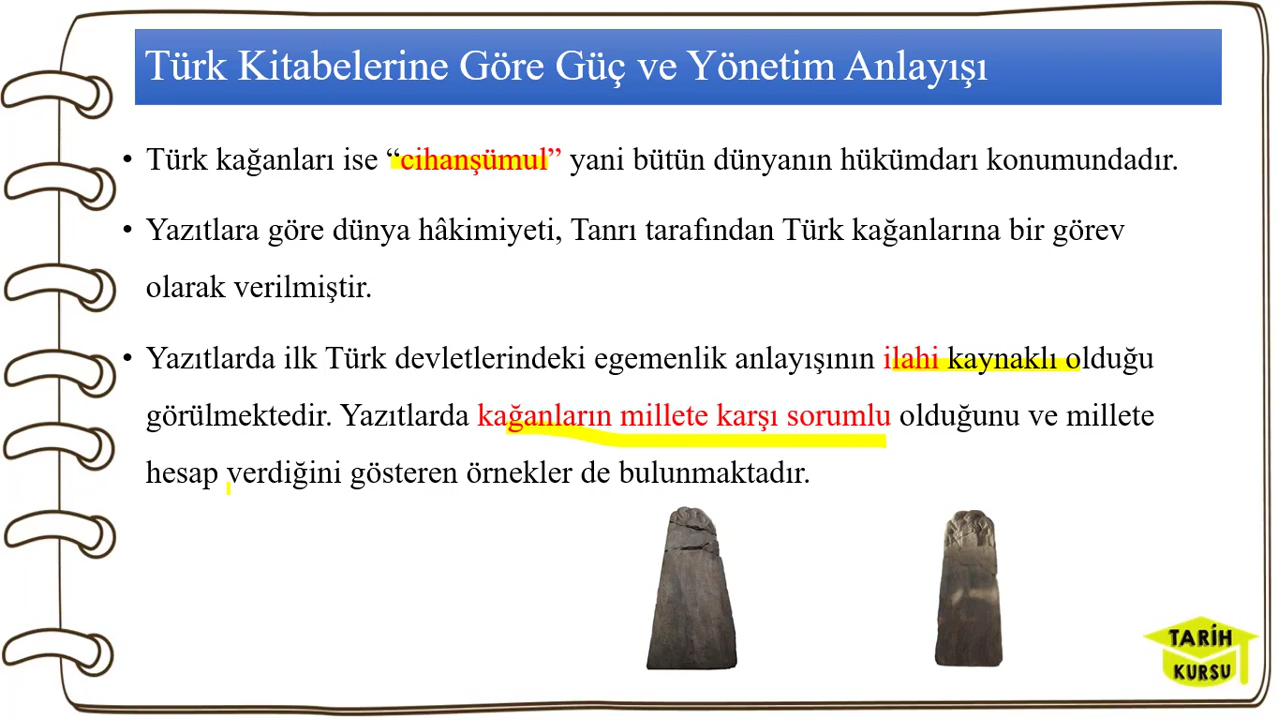 Türk Kitabelerine Göre Güç ve Yönetim Anlayışı
• Türk kağanları ise “cihanşümul” yani bütün dünyanın hükümdarı konumundadır.
• Yazıtlara göre dünya hâkimiyeti, Tanrı tarafından Türk kağanlarına bir görev
olarak verilmiştir.
• Yazıtlarda ilk Türk devletlerindeki egemenlik anlayışının ilahi kaynaklı olduğu
görülmektedir. Yazıtlarda kağanların millete karşı sorumlu olduğunu ve millete
hesap verdiğini gösteren örnekler de bulunmaktadır.
TARİH
KURSU